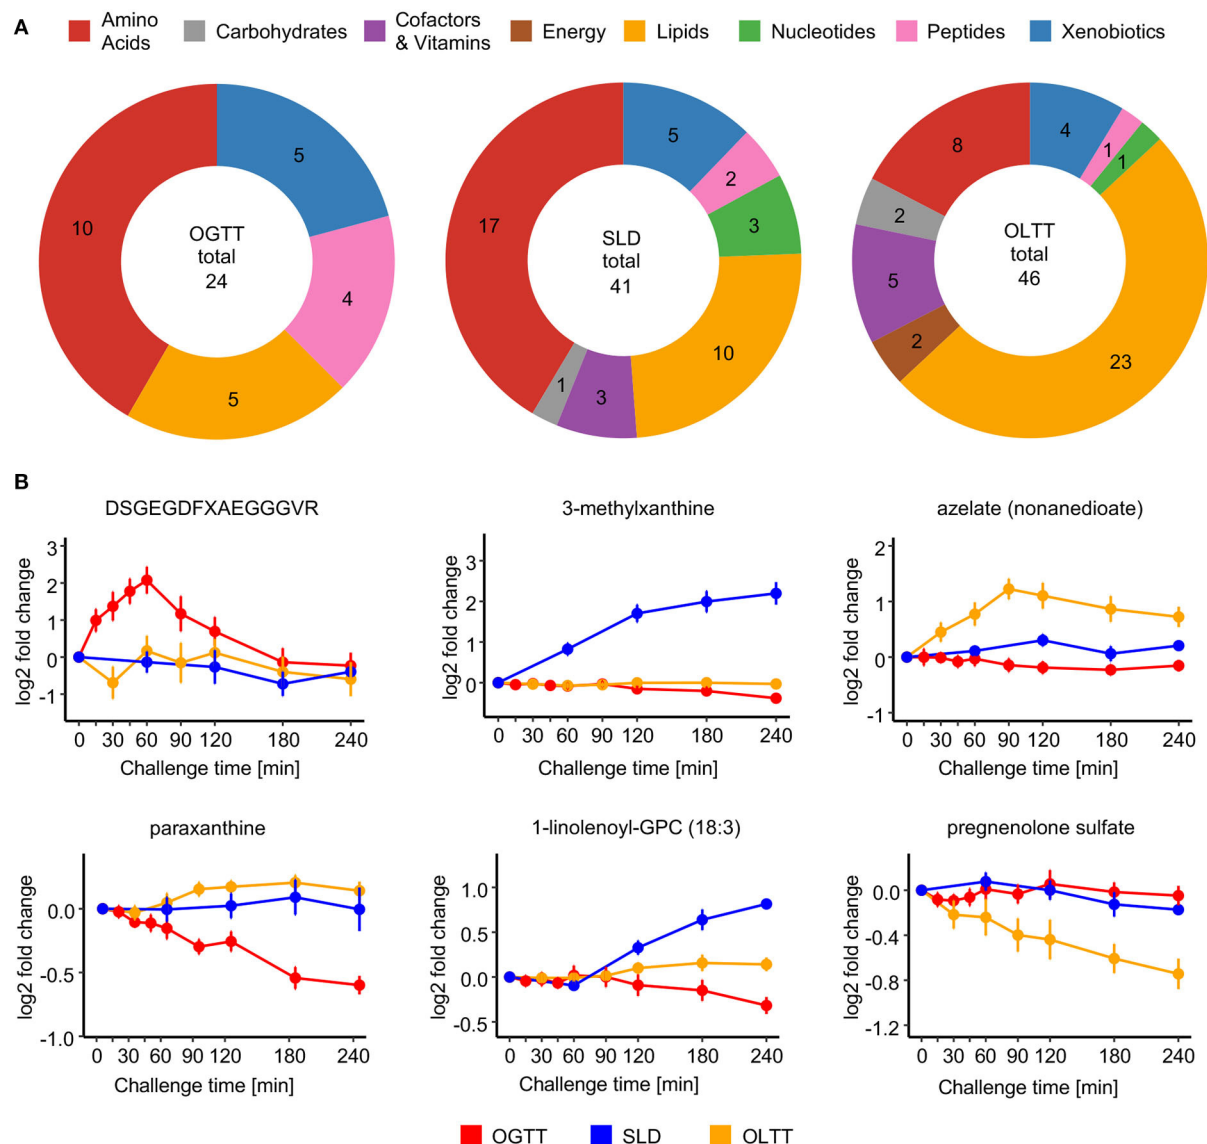 A
Amino
Acids
Carbohydrates
Cofactors
& Vitamins
Energy
Lipids
Nucleotides
Peptides
Xenobiotics
5
4
5
10
OGTT
total
24
5
2
3
10
3
1
17
SLD
total
41
4
1
1
23
2
5
2
8
OLTT
total
46
B
DSGEGDFXAEGGGVR
log2 fold change
3
2
1
0
-1
0 30 60 90 120 180 240
Challenge time [min]
3-methylxanthine
log2 fold change
3
2
1
0
0 30 60 90 120 180 240
Challenge time [min]
azelate (nonanedioate)
log2 fold change
2
1
0
-1
0 30 60 90 120 180 240
Challenge time [min]
paraxanthine
log2 fold change
0.0
-0.5
-1.0
0 30 60 90 120 180 240
Challenge time [min]
1-linolenoyl-GPC (18:3)
log2 fold change
1.0
0.5
0.0
-0.5
0 30 60 90 120 180 240
Challenge time [min]
pregnenolone sulfate
log2 fold change
0.0
-0.4
-0.8
-1.2
0 30 60 90 120 180 240
Challenge time [min]
OGTT SLD OLTT